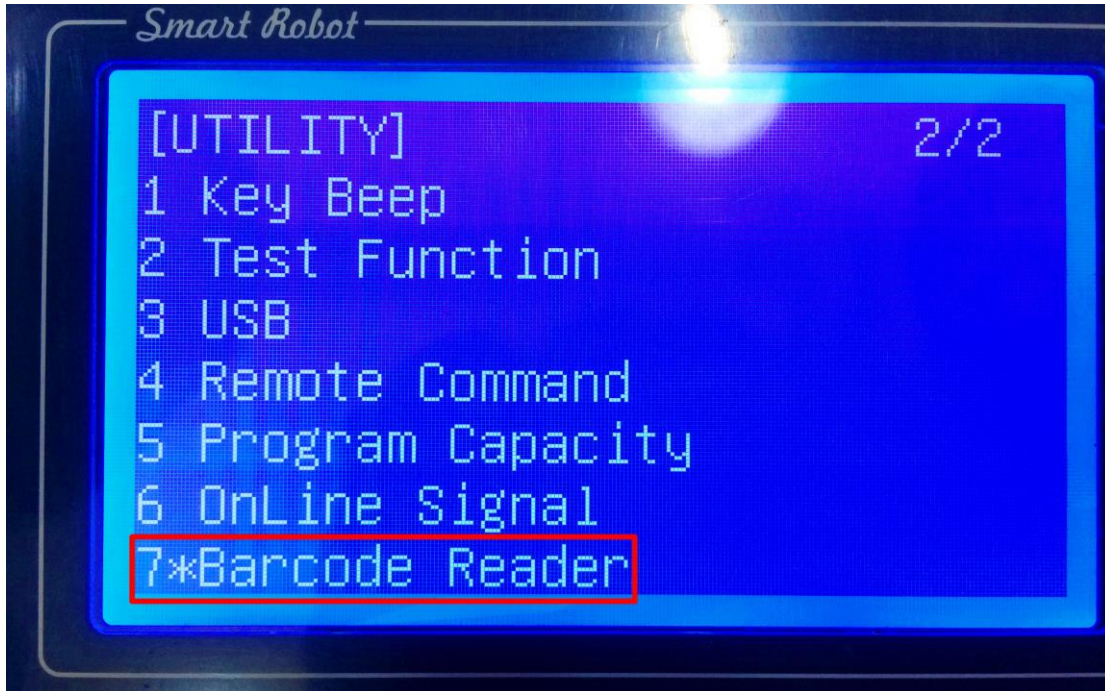 Smart Robot
[UTILITY] 2/2
1 Key Beep
2 Test Function
3 USB
4 Remote Command
5 Program Capacity
6 OnLine Signal
7*Barcode Reader